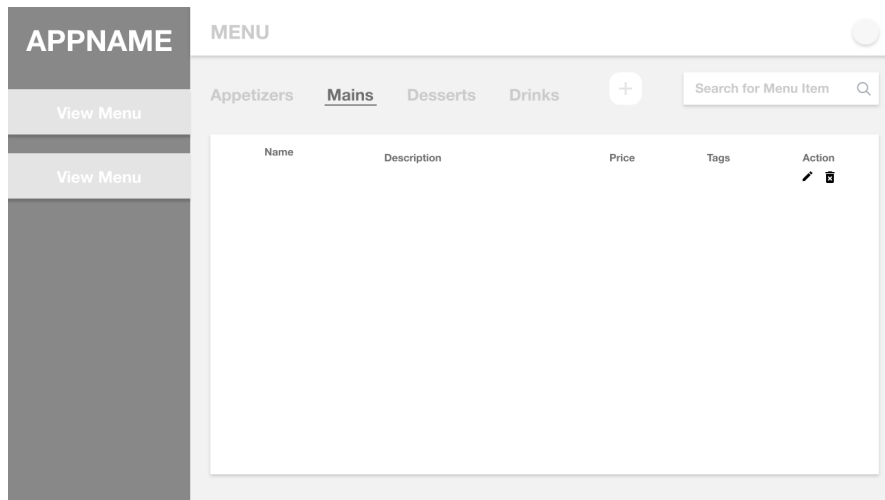 APPNAME
View Menu
View Menu
MENU
Appetizers Mains Desserts Drinks + Search for Menu Item
Name Description Price Tags Action